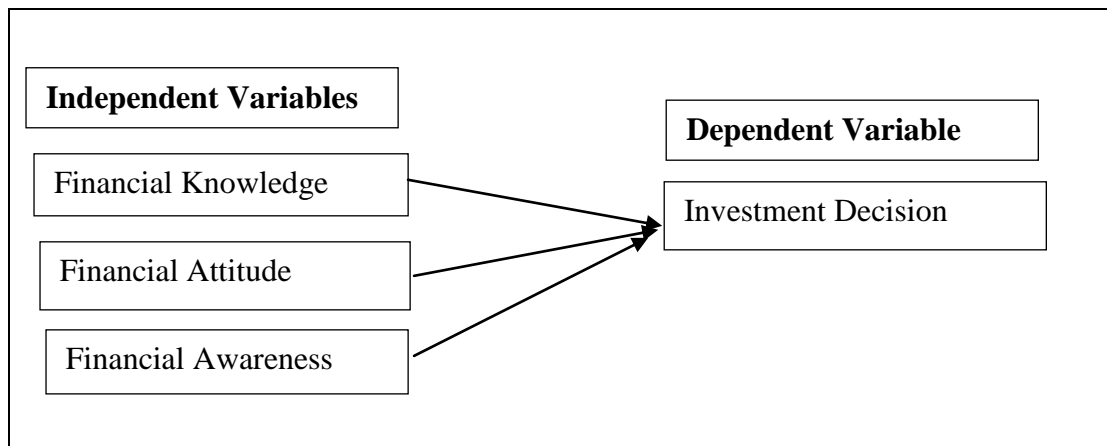 Independent Variables
Financial Knowledge
Financial Attitude
Financial Awareness
Dependent Variable
Investment Decision